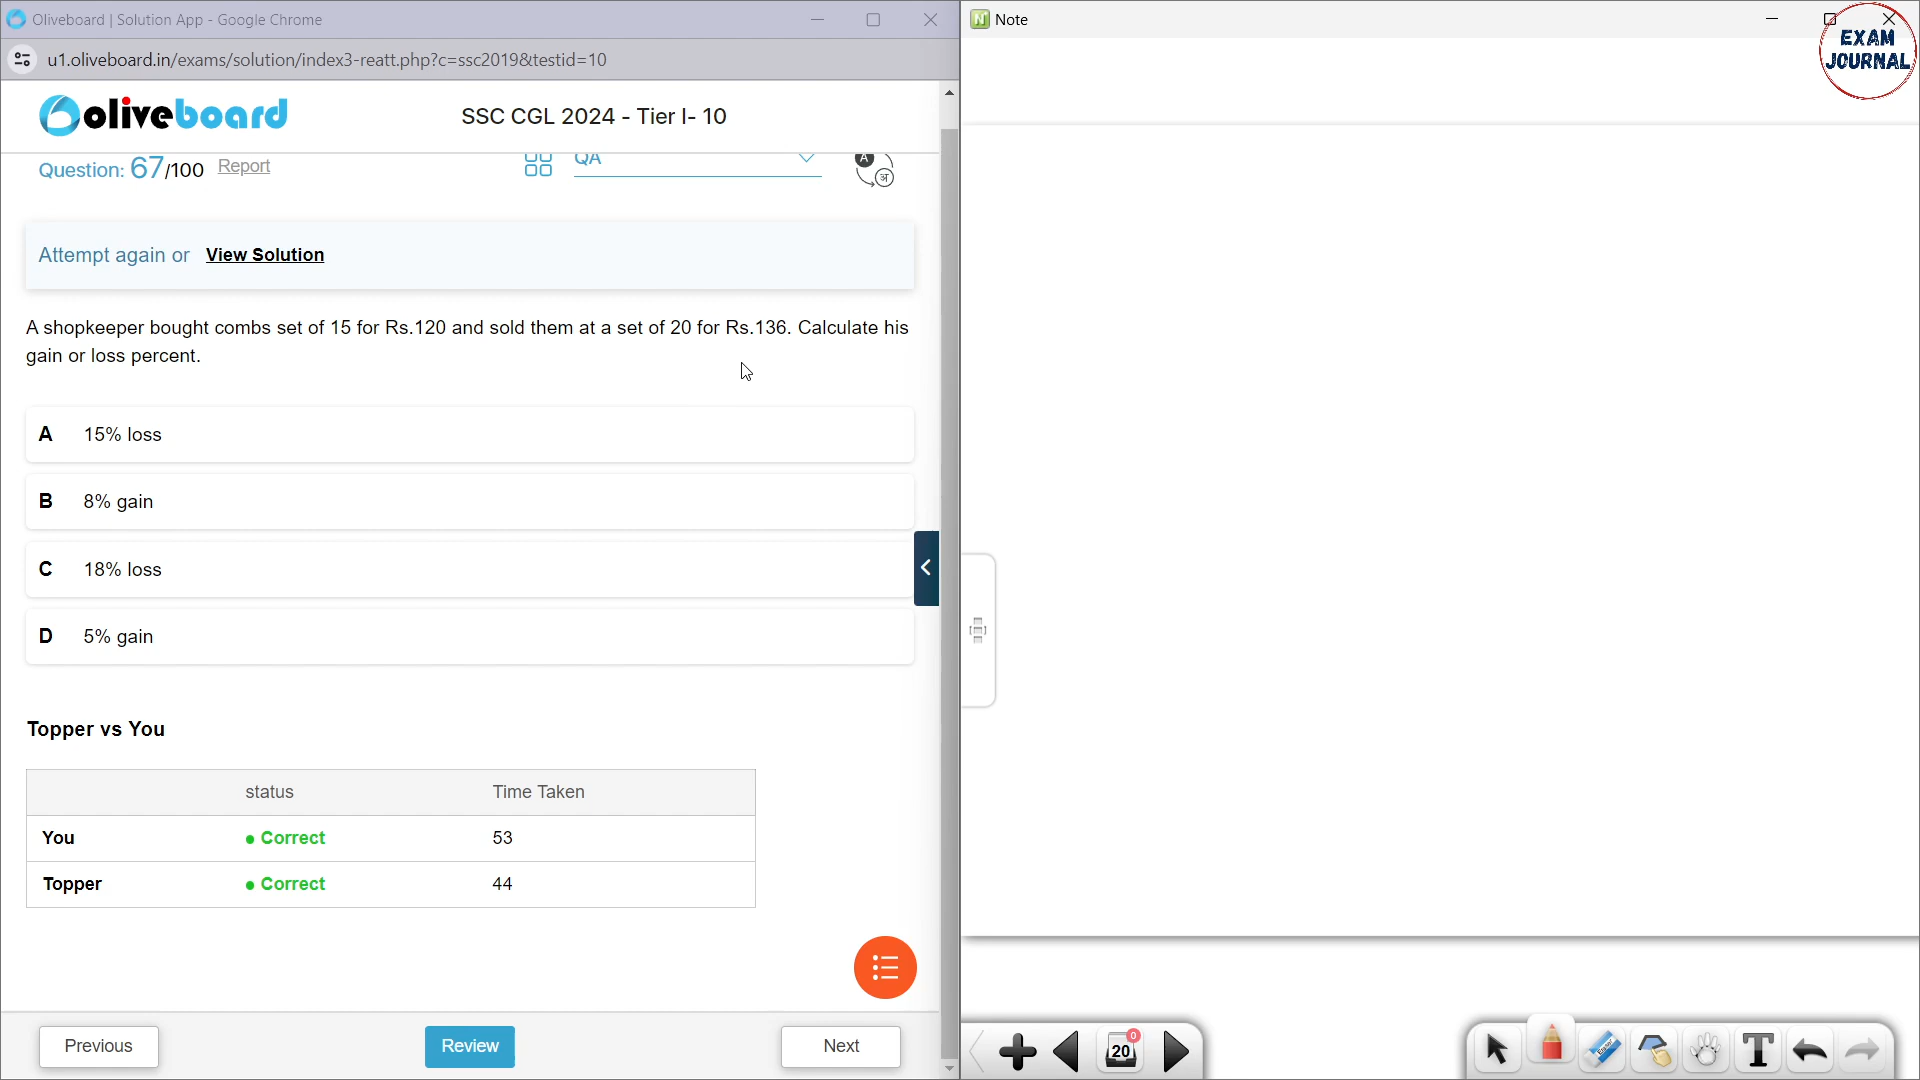 Oliveboard | Solution App - Google Chrome
u1.oliveboard.in/exams/solution/index3-reatt.php?c=ssc2019&testid=10
oliveboard
SSC CGL 2024 - Tier I- 10
Question: 67/100 Report
QA
A अ
Attempt again or View Solution
A shopkeeper bought combs set of 15 for Rs.120 and sold them at a set of 20 for Rs.136. Calculate his
gain or loss percent.
A 15% loss
B 8% gain
C 18% loss
D 5% gain
Topper vs You
status Time Taken
You Correct 53
Topper Correct 44
Previous Review Next
N Note
EXAM
JOURNAL
20 0
Eraser
T